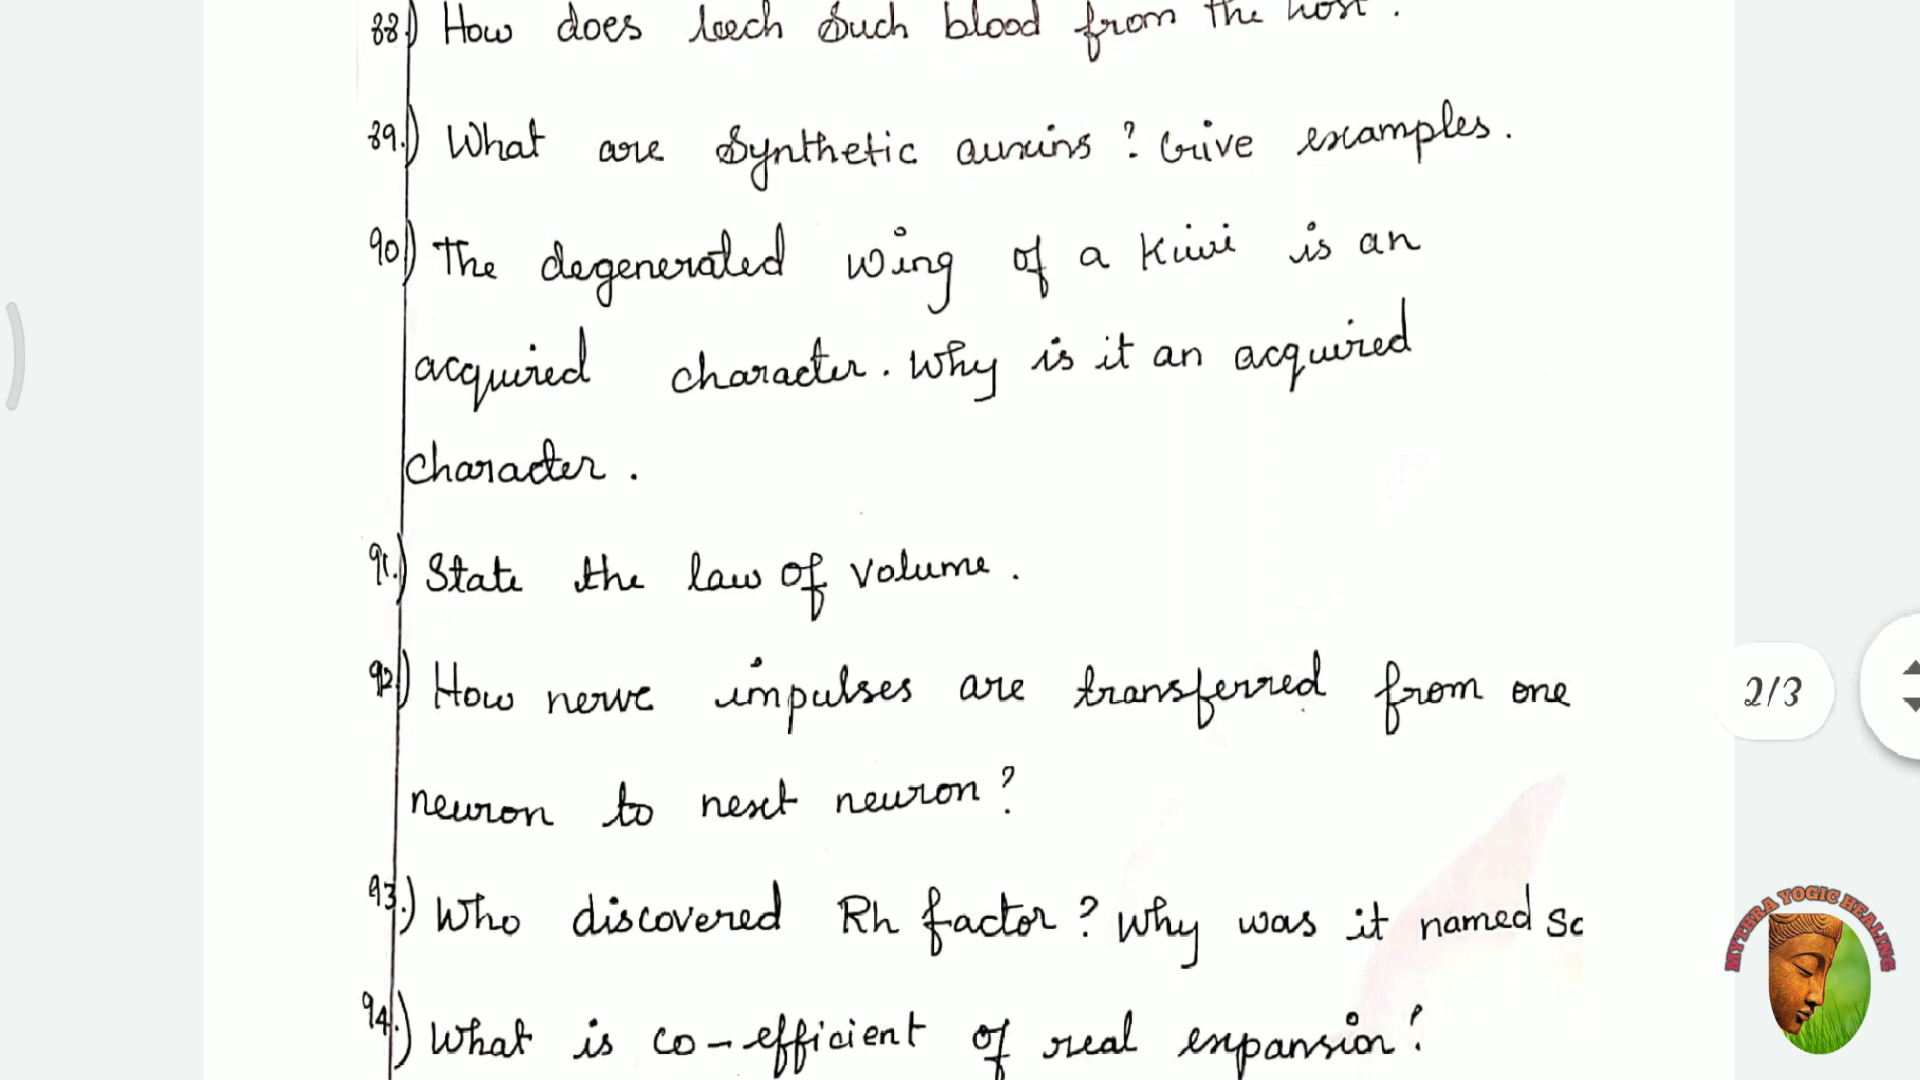 88.) How does leech Such blood from the host.
89.) What are Synthetic auxins? Give examples.
90) The degenerated wing of a Kiwi is an
acquired character. Why is it an acquired
character.
91.) State the law of volume.
92.) How nerve impulses are transferred from one
neuron to next neuron?
93.) Who discovered Rh factor? Why was it named so
94.) What is co-efficient of real expansion?
2/3
MYTHRA YOGIC HEALING